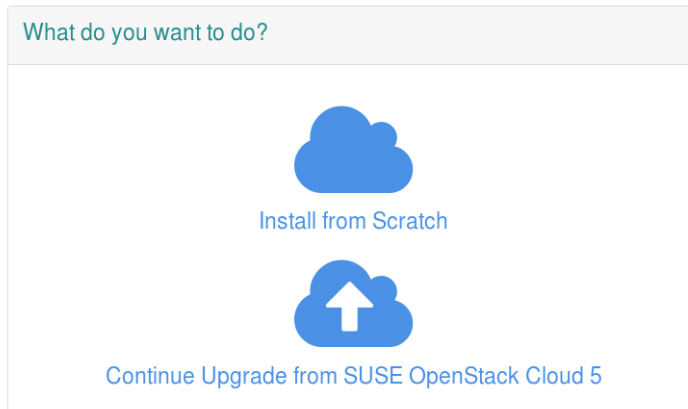 What do you want to do?
Install from Scratch
Continue Upgrade from SUSE OpenStack Cloud 5